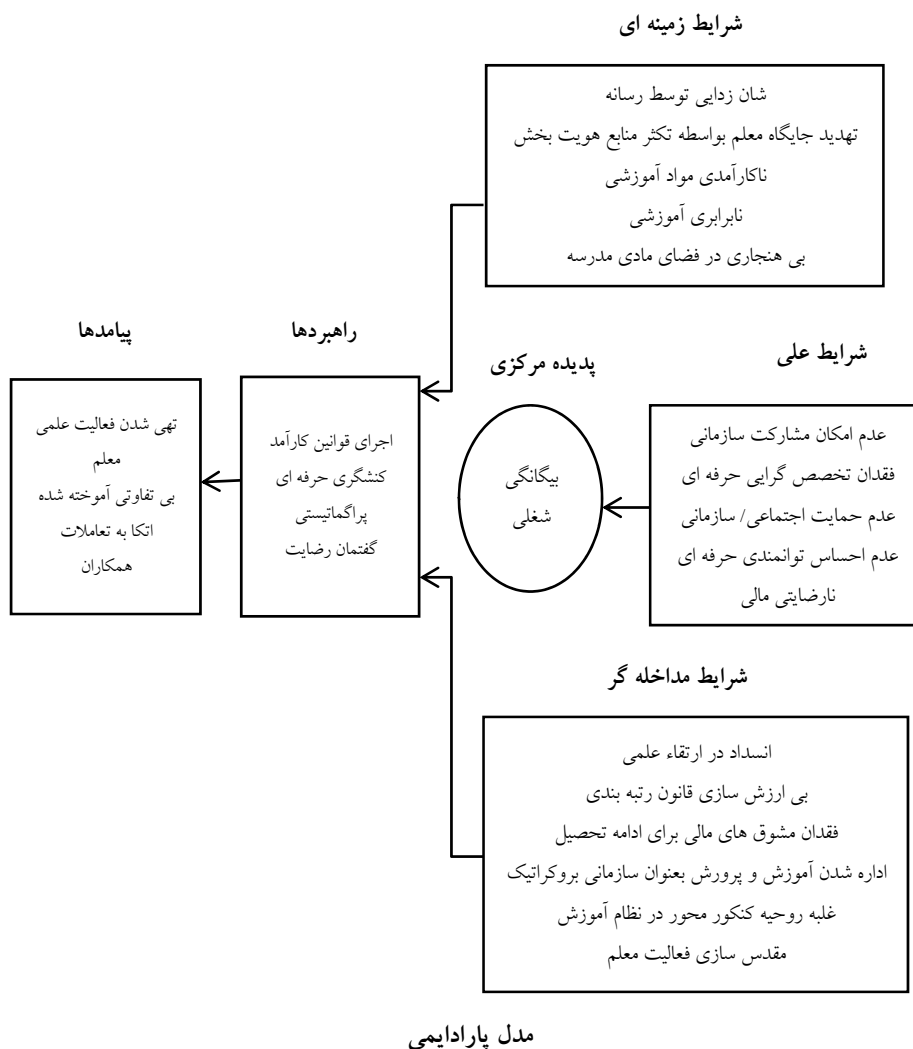 شرایط زمینه ای
شان زدایی توسط رسانه
تهدید جایگاه معلم بواسطه تکثر منابع هویت بخش
ناکارآمدی مواد آموزشی
نابرابری آموزشی
بی هنجاری در فضای مادی مدرسه
شرایط علی
عدم امکان مشارکت سازمانی
فقدان تخصص گرایی حرفه ای
عدم حمایت اجتماعی/ سازمانی
عدم احساس توانمندی حرفه ای
نارضایتی مالی
پدیده مرکزی
بیگانگی
شغلی
راهبردها
اجرای قوانین کارآمد
کنشگری حرفه ای
پراگماتیستی
گفتمان رضایت
پیامدها
تهی شدن فعالیت علمی
معلم
بی تفاوتی آموخته شده
اتکا به تعاملات
همکاران
شرایط مداخله گر
انسداد در ارتقاء علمی
بی ارزش سازی قانون رتبه بندی
فقدان مشوق های مالی برای ادامه تحصیل
اداره شدن آموزش و پرورش بعنوان سازمانی بروکراتیک
غلبه روحیه کنکور محور در نظام آموزش
مقدس سازی فعالیت معلم
مدل پارادایمی